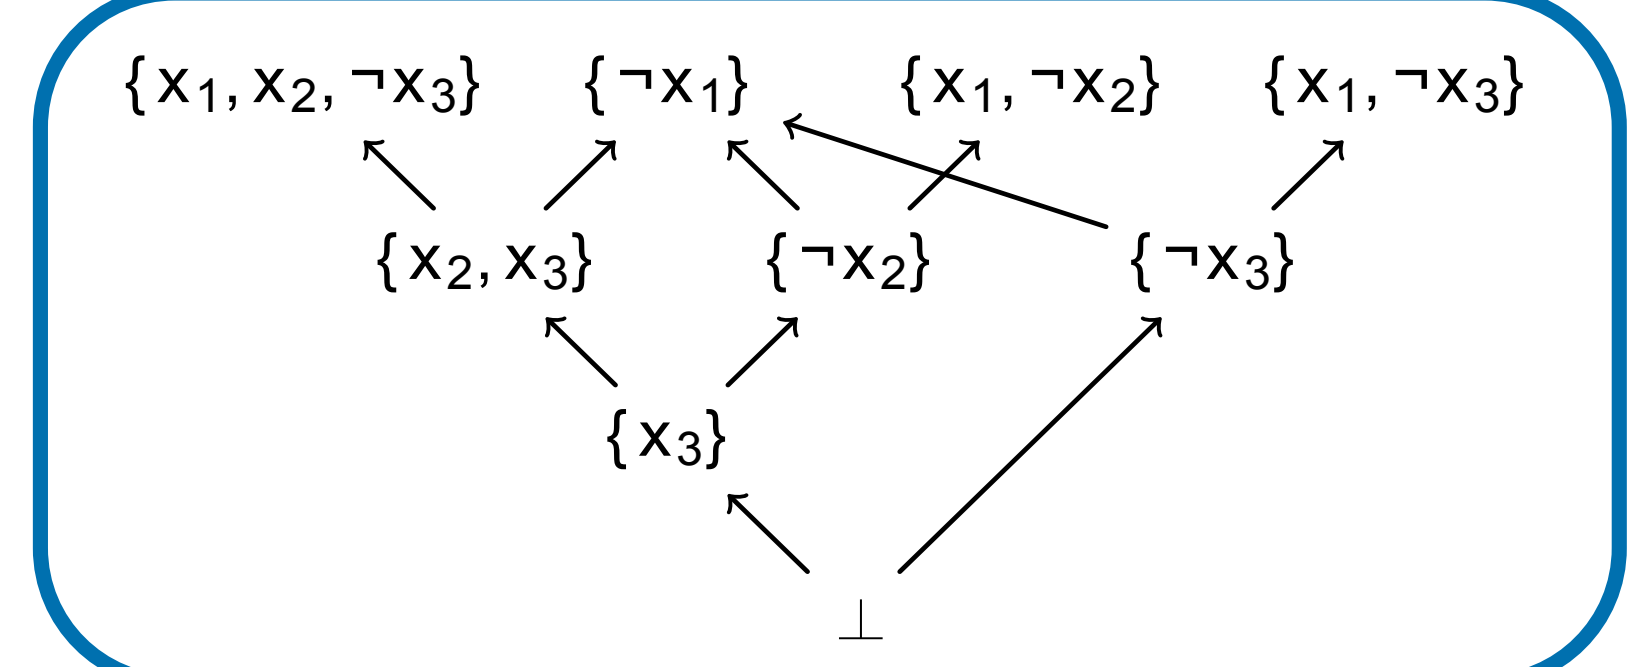 {x₁, x₂, ¬x₃} {¬x₁} {x₁, ¬x₂} {x₁, ¬x₃}
{x₂, x₃} {¬x₂} {¬x₃}
{x₃}
⊥